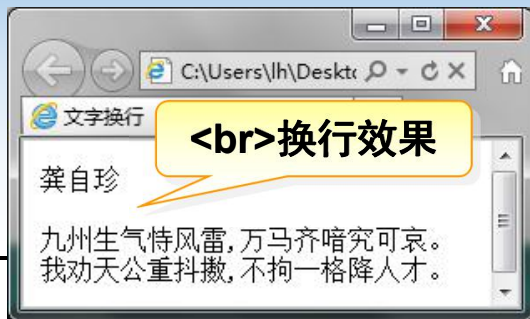 C:\Users\lh\Deskt
文字换行
<br>换行效果
龚自珍
九州生气恃风雷,万马齐喑究可哀。
我劝天公重抖擞,不拘一格降人才。